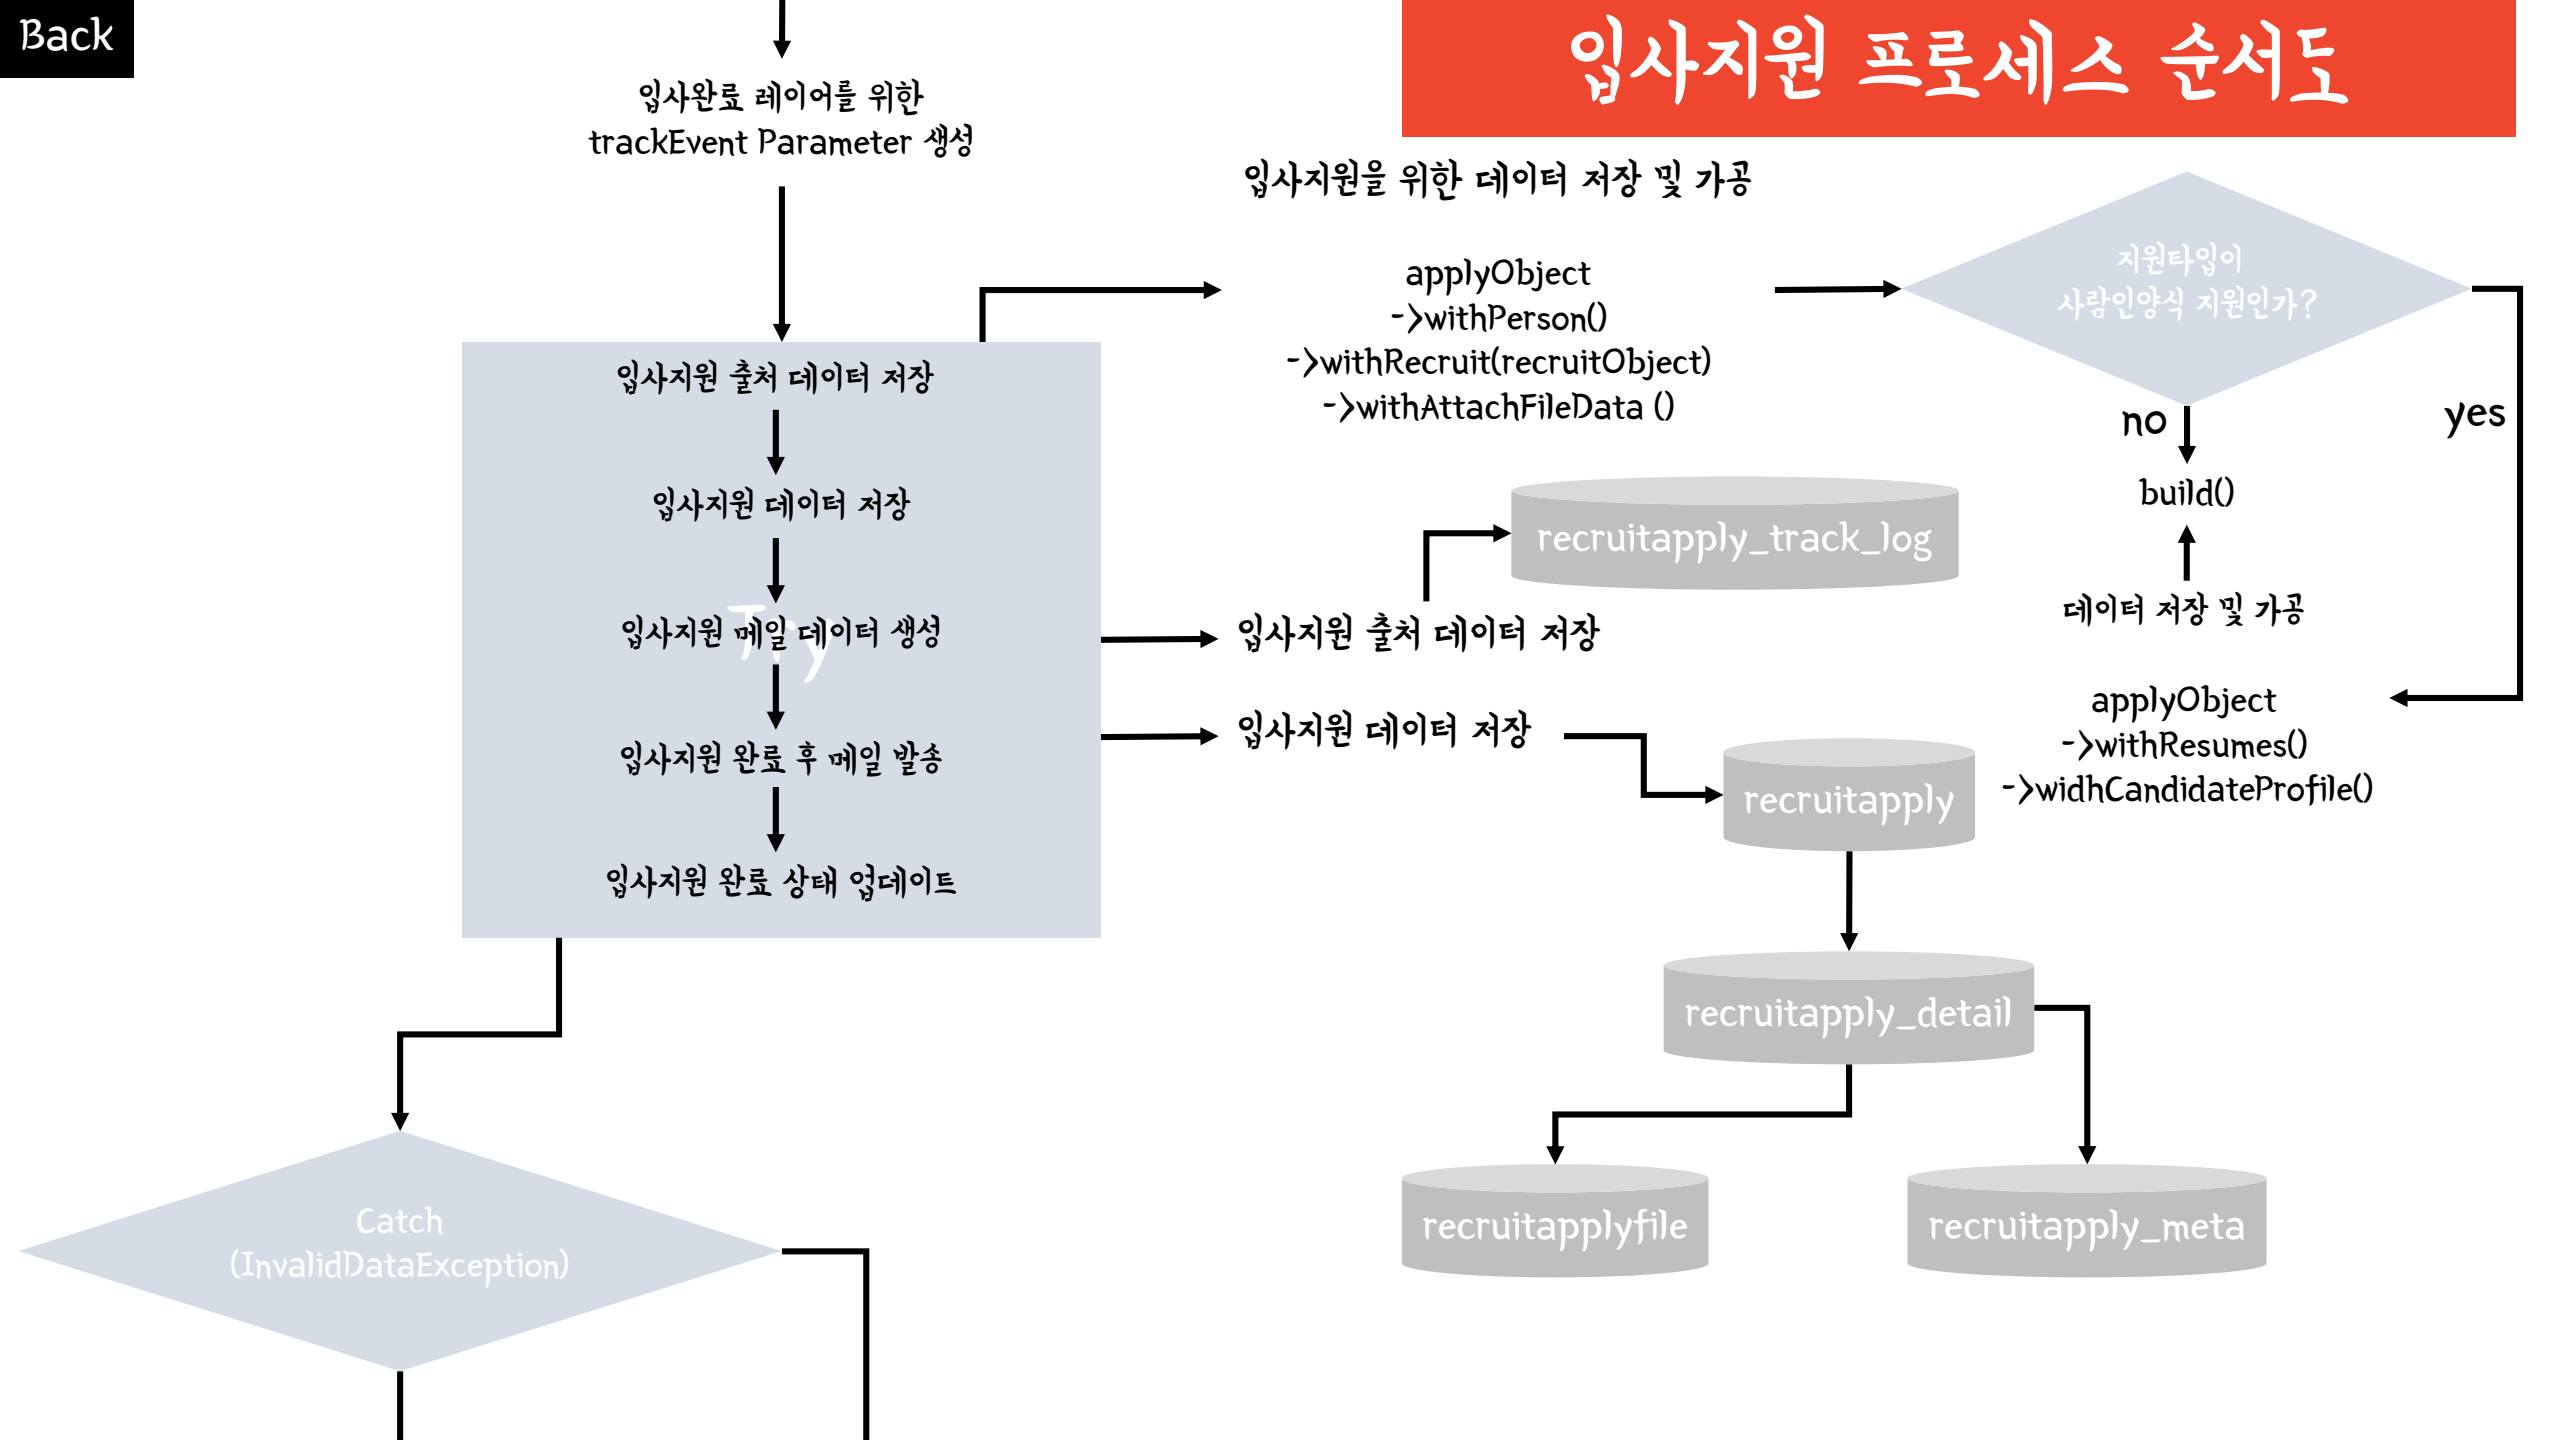 Back
입사지원 프로세스 순서도
입사완료 레이어를 위한
trackEvent Parameter 생성
입사지원 출처 데이터 저장
입사지원 데이터 저장
Try
입사지원 메일 데이터 생성
입사지원 완료 후 메일 발송
입사지원 완료 상태 업데이트
Catch
(InvalidDataException)
입사지원을 위한 데이터 저장 및 가공
applyObject
->withPerson()
->withRecruit(recruitObject)
->withAttachFileData ()
지원타입이
사람인양식 지원인가?
no
yes
build()
데이터 저장 및 가공
applyObject
->withResumes()
->widhCandidateProfile()
recruitapply_track_log
입사지원 출처 데이터 저장
입사지원 데이터 저장
recruitapply
recruitapply_detail
recruitapplyfile
recruitapply_meta